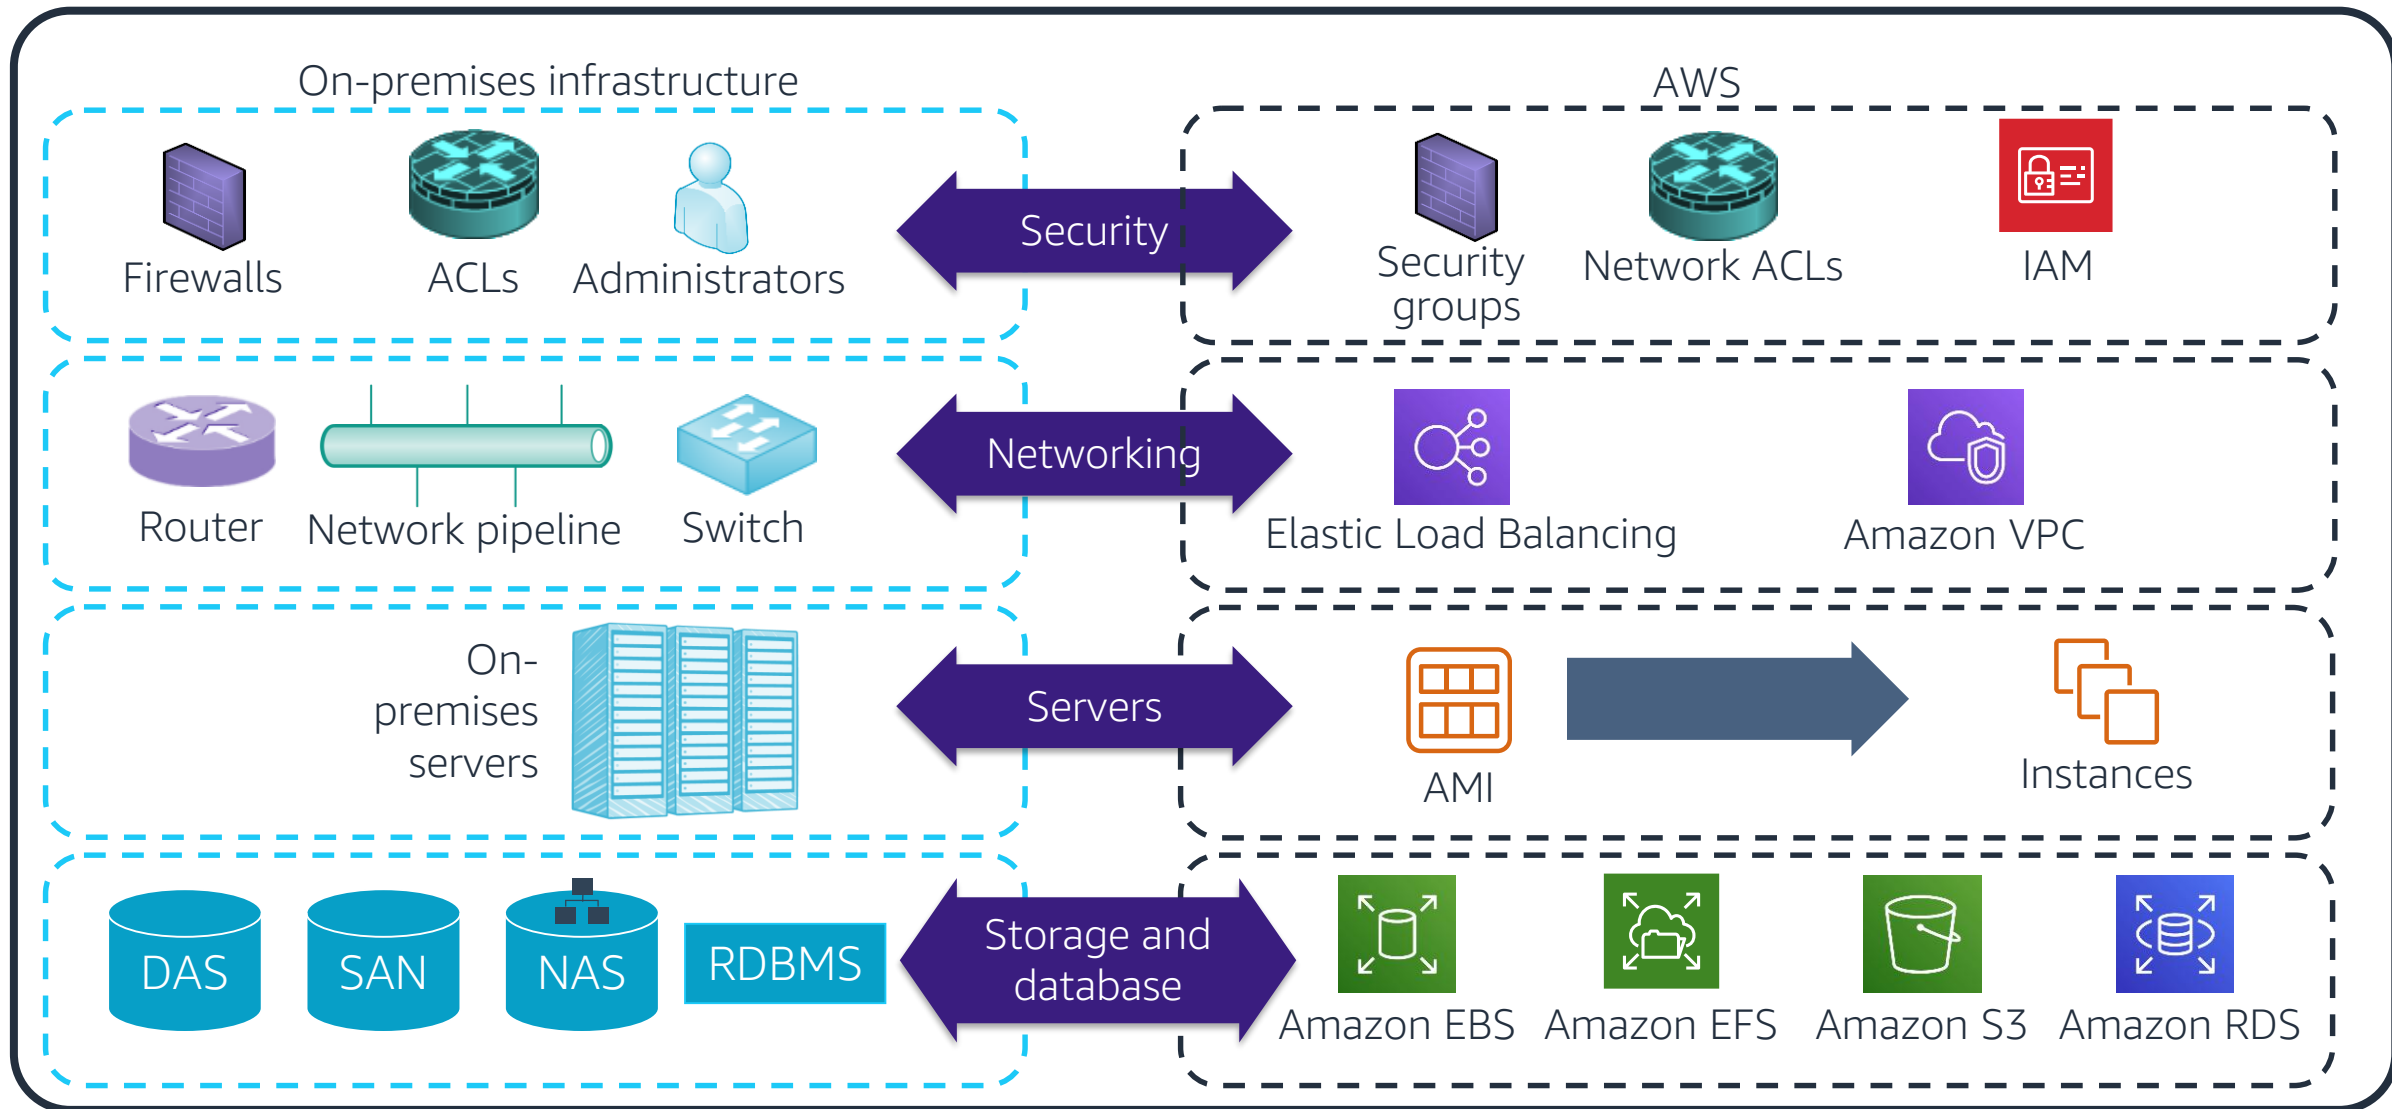 On-premises infrastructure
AWS
Firewalls
ACLs
Administrators
Security
Security
groups
Network ACLs
IAM
Router
Network pipeline
Switch
Networking
Elastic Load Balancing
Amazon VPC
On-
premises
servers
Servers
AMI
Instances
DAS
SAN
NAS
RDBMS
Storage and
database
Amazon EBS
Amazon EFS
Amazon S3
Amazon RDS